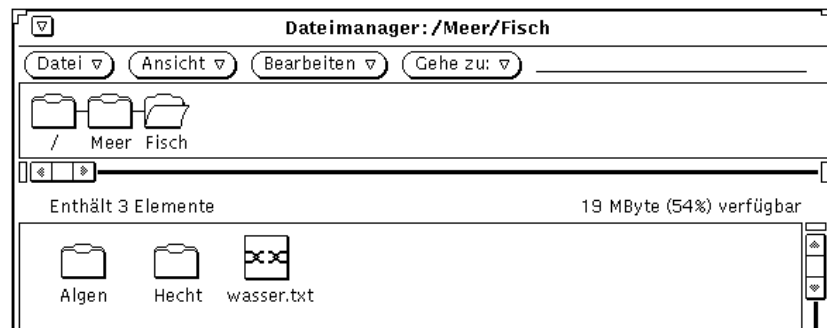 Dateimanager:/Meer/Fisch
Datei Ansicht Bearbeiten Gehe zu:
/ Meer Fisch
Enthält 3 Elemente 19 MByte (54%) verfügbar
Algen Hecht wasser.txt